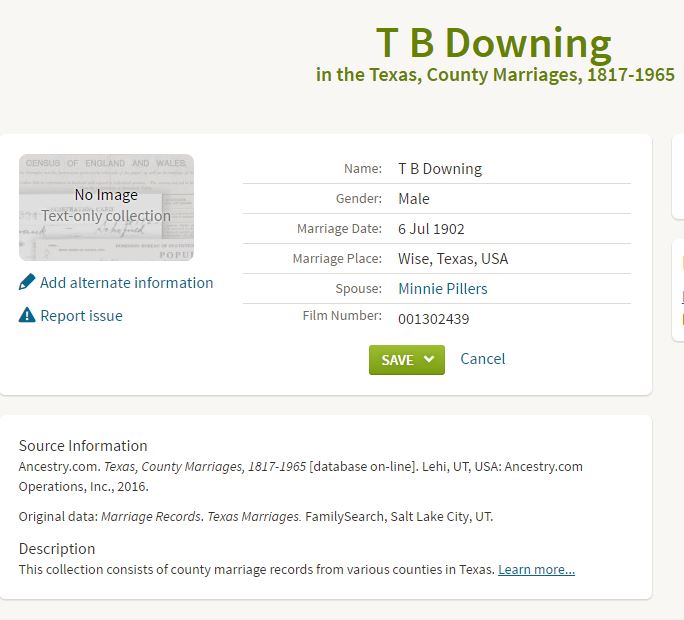 T B Downing
in the Texas, County Marriages, 1817-1965
CENSUS OF ENGLAND AND WALES,
No Image
Text-only collection
Add alternate information
Report issue
Name: T B Downing
Gender: Male
Marriage Date: 6 Jul 1902
Marriage Place: Wise, Texas, USA
Spouse: Minnie Pillers
Film Number: 001302439
SAVE Cancel
Source Information
Ancestry.com. Texas, County Marriages, 1817-1965 [database on-line]. Lehi, UT, USA: Ancestry.com
Operations, Inc., 2016.
Original data: Marriage Records. Texas Marriages. FamilySearch, Salt Lake City, UT.
Description
This collection consists of county marriage records from various counties in Texas. Learn more...